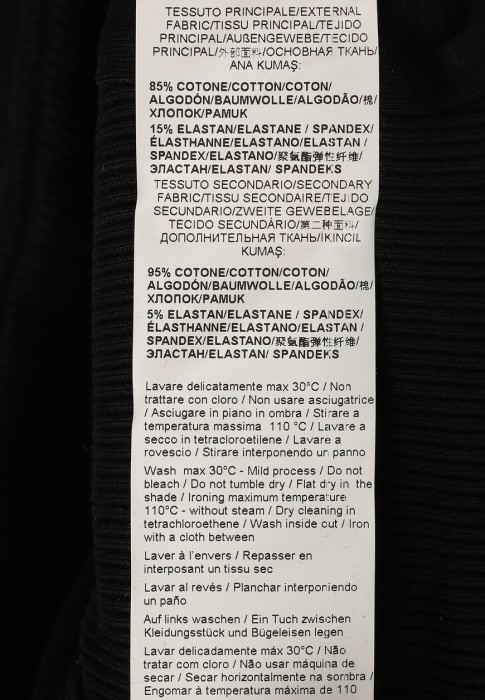 TESSUTO PRINCIPALE/EXTERNAL
FABRIC/TISSU PRINCIPAL/TEJIDO
PRINCIPAL/AUßENGEWEBE/TECIDO
PRINCIPAL/外部面料/ОСНОВНАЯ ТКАНЬ/
ANA KUMAŞ:
85% COTONE/COTTON/COTON/
ALGODÓN/BAUMWOLLE/ALGODÃO/棉/
ХЛОПОК/PAMUK
15% ELASTAN/ELASTANE / SPANDEX/
ÉLASTHANNE/ELASTANO/ELASTAN /
SPANDEX/ELASTANO/聚氨酯弹性纤维/
ЭЛАСТАН/ELASTAN/ SPANDEKS
TESSUTO SECONDARIO/SECONDARY
FABRIC/TISSU SECONDAIRE/TEJIDO
SECUNDARIO/ZWEITE GEWEBELAGE/
TECIDO SECUNDÁRIO/第二种面料/
ДОПОЛНИТЕЛЬНАЯ ТКАНЬ/İKİNCİL
KUMAŞ:
95% COTONE/COTTON/COTON/
ALGODÓN/BAUMWOLLE/ALGODÃO/棉/
ХЛОПОК/PAMUK
5% ELASTAN/ELASTANE / SPANDEX/
ÉLASTHANNE/ELASTANO/ELASTAN /
SPANDEX/ELASTANO/聚氨酯弹性纤维/
ЭЛАСТАН/ELASTAN/ SPANDEKS
Lavare delicatamente max 30°C / Non
trattare con cloro / Non usare asciugatrice
/ Asciugare in piano in ombra / Stirare a
temperatura massima 110 °C / Lavare a
secco in tetracloroetilene / Lavare a
rovescio / Stirare interponendo un panno
Wash max 30°C - Mild process / Do not
bleach / Do not tumble dry / Flat dry in the
shade / Ironing maximum temperature
110°C - without steam / Dry cleaning in
tetrachloroethene / Wash inside out / Iron
with a cloth between
Laver à l'envers / Repasser en
interposant un tissu sec
Lavar al revés / Planchar interponiendo
un paño
Auf links waschen / Ein Tuch zwischen
Kleidungsstück und Bügeleisen legen
Lavar delicadamente máx 30°C / Não
tratar com cloro / Não usar máquina de
secar / Secar horizontalmente na sombra /
Engomar à temperatura máxima de 110